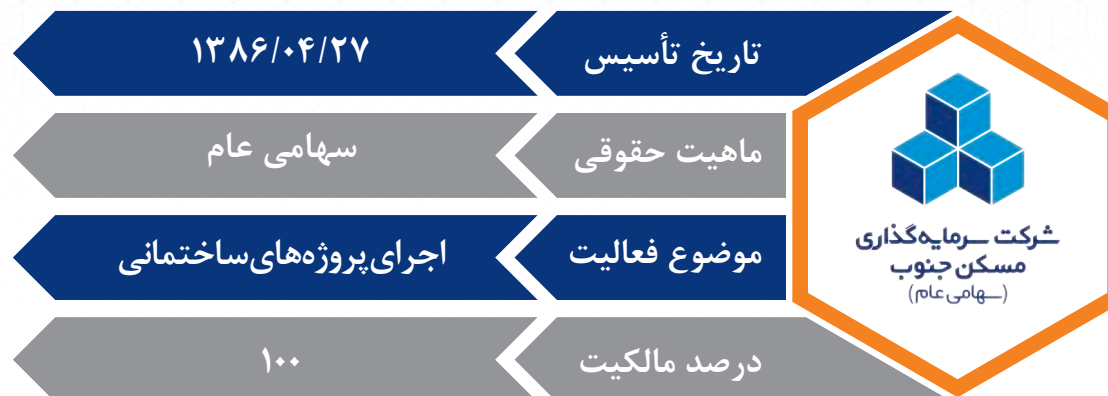 تاریخ تأسیس ۱۳۸۶/۰۴/۲۷
ماهیت حقوقی سهامی عام
موضوع فعالیت اجرای پروژه‌های ساختمانی
درصد مالکیت ۱۰۰
شرکت سرمایه‌گذاری
مسکن جنوب
(سهامی عام)